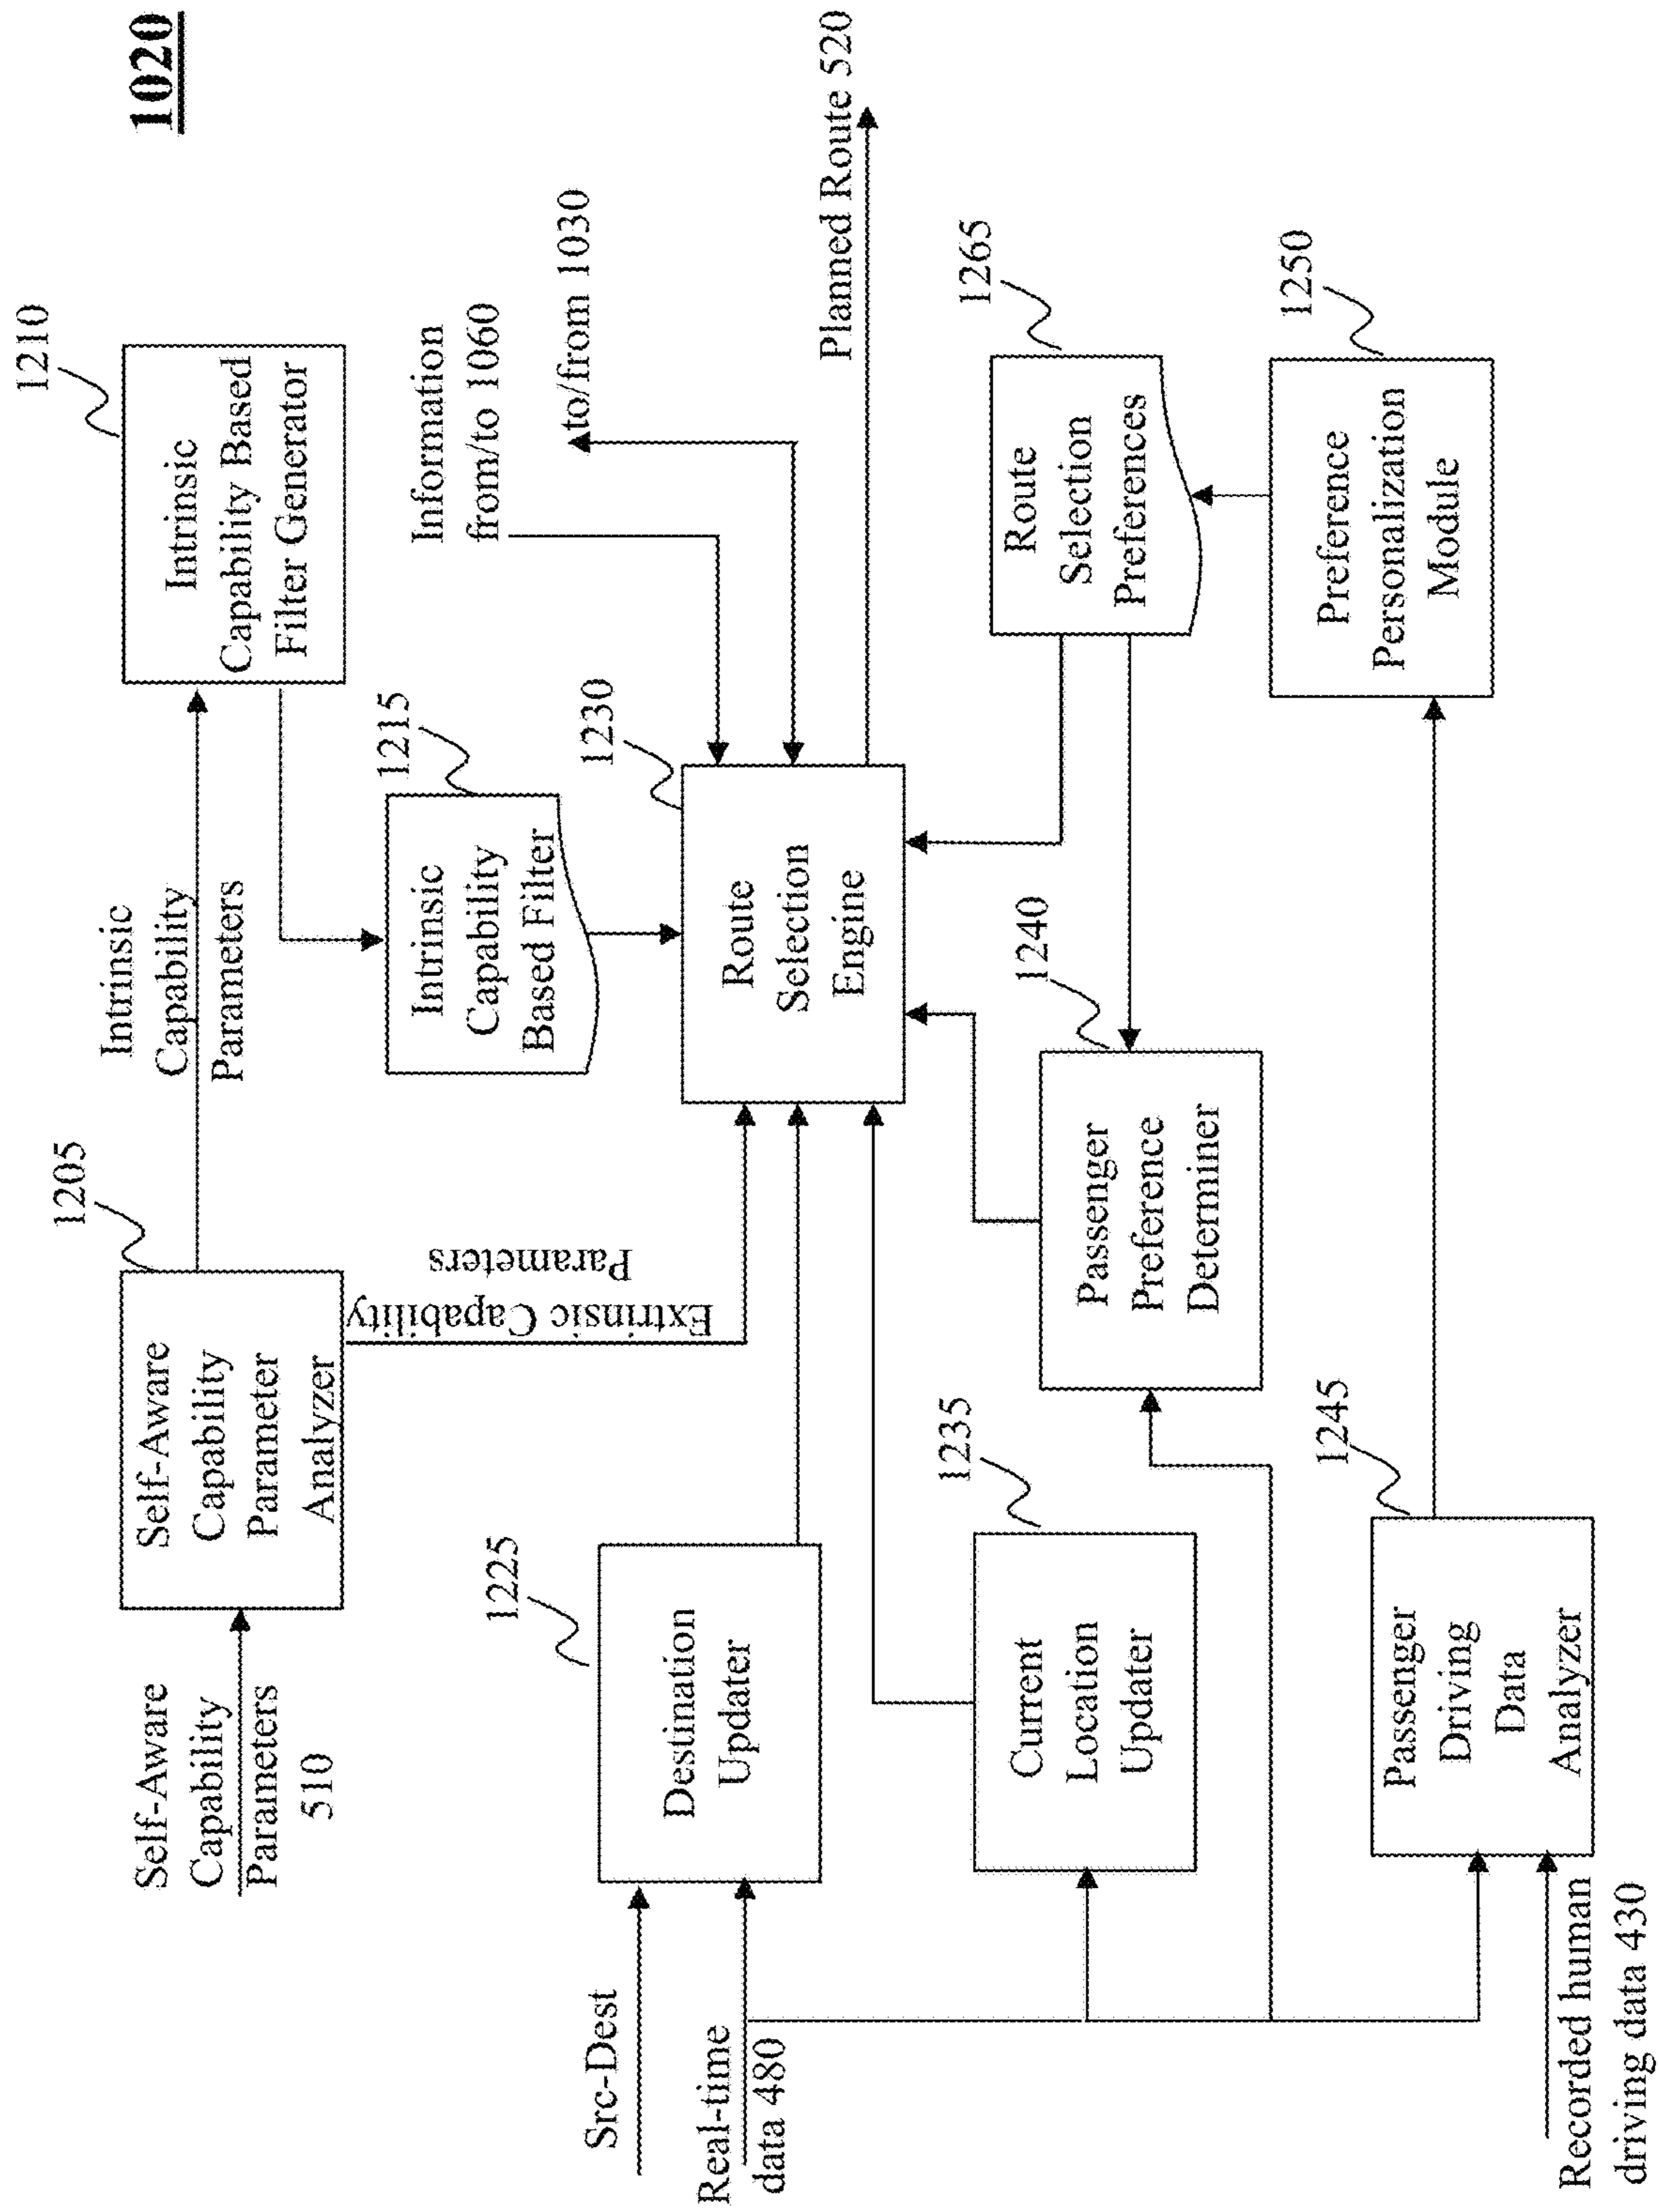 1020
Self-Aware
Capability
Parameters
510
1205
Self-Aware
Capability
Parameter
Analyzer
Intrinsic
Capability
Parameters
1210
Intrinsic
Capability Based
Filter Generator
Extrinsic Capability
Parameters
1215
Intrinsic
Capability
Based Filter
Information
from/to 1060
to/from 1030
Src-Dest
Real-time
data 480
1225
Destination
Updater
1230
Route
Selection
Engine
Planned Route 520
1235
Current
Location
Updater
1240
Passenger
Preference
Determiner
1265
Route
Selection
Preferences
Recorded human
driving data 430
1245
Passenger
Driving
Data
Analyzer
1250
Preference
Personalization
Module